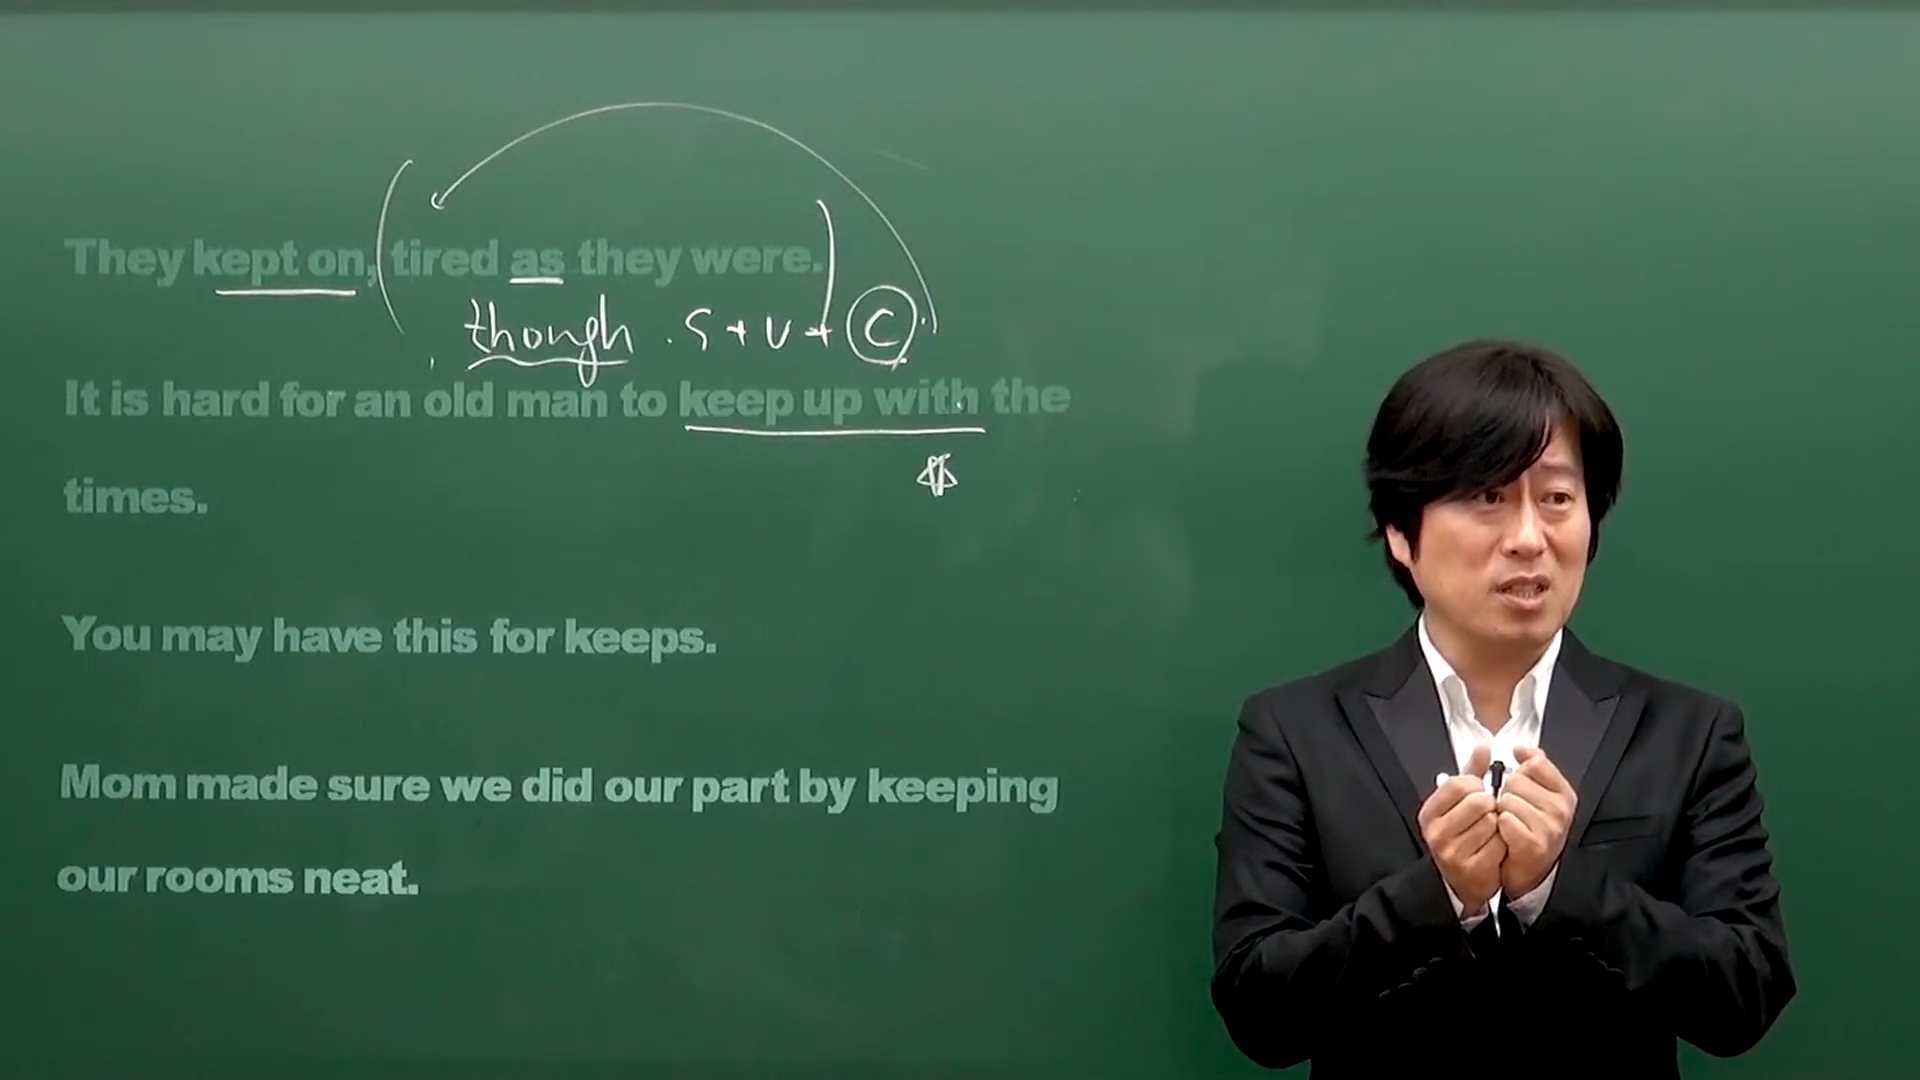 They kept on, tired as they were.
though . S + V + C.
It is hard for an old man to keep up with the
times.
You may have this for keeps.
Mom made sure we did our part by keeping
our rooms neat.